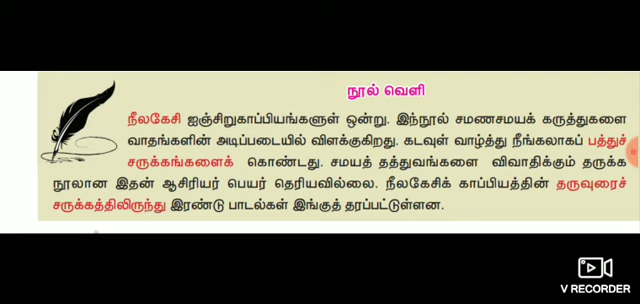 நூல் வெளி
நீலகேசி ஐஞ்சிறுகாப்பியங்களுள் ஒன்று. இந்நூல் சமணசமயக் கருத்துகளை
வாதங்களின் அடிப்படையில் விளக்குகிறது. கடவுள் வாழ்த்து நீங்கலாகப் பத்துச்
சருக்கங்களைக் கொண்டது. சமயத் தத்துவங்களை விவாதிக்கும் தருக்க
நூலான இதன் ஆசிரியர் பெயர் தெரியவில்லை. நீலகேசிக் காப்பியத்தின் தருவுரைச்
சருக்கத்திலிருந்து இரண்டு பாடல்கள் இங்குத் தரப்பட்டுள்ளன.
V RECORDER